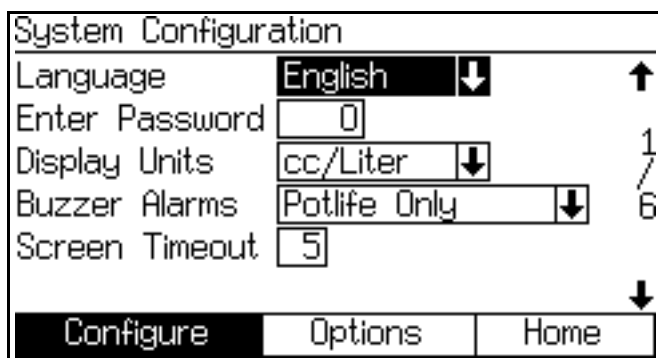 System Configuration
Language English
Enter Password 0
Display Units cc/Liter
1
/
6
Buzzer Alarms Potlife Only
Screen Timeout 5
Configure Options Home